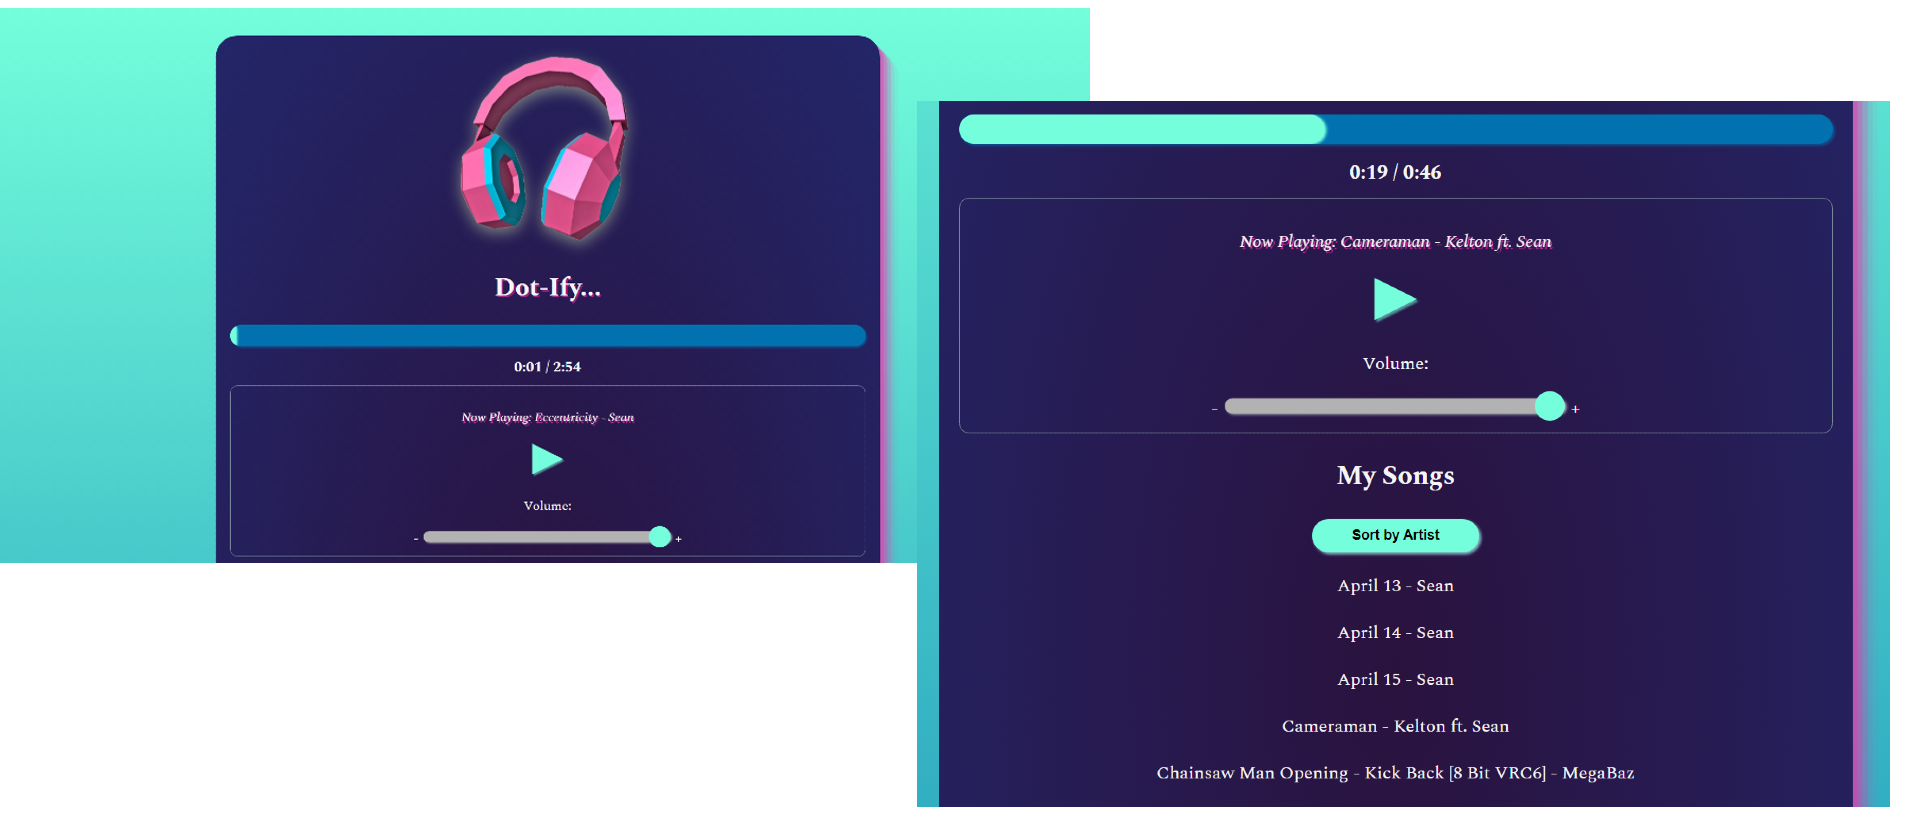 Dot-Ify...
0:01 / 2:54
Now Playing: Eccentricity - Sean
Volume:
- +
0:19 / 0:46
Now Playing: Cameraman - Kelton ft. Sean
Volume:
- +
My Songs
Sort by Artist
April 13 - Sean
April 14 - Sean
April 15 - Sean
Cameraman - Kelton ft. Sean
Chainsaw Man Opening - Kick Back [8 Bit VRC6] - MegaBaz